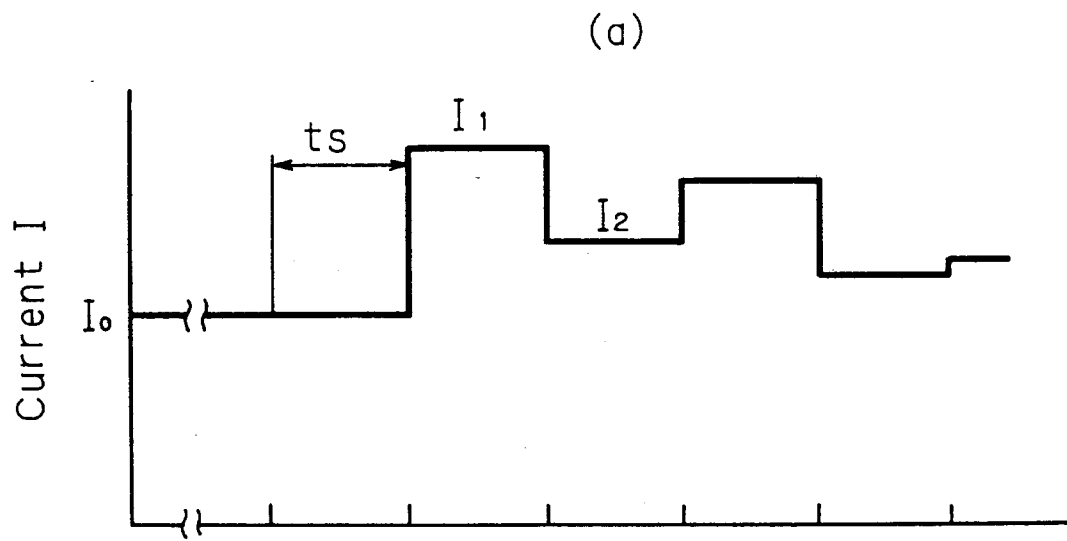 (a)
I₁
ts
I₂
I₀
Current I